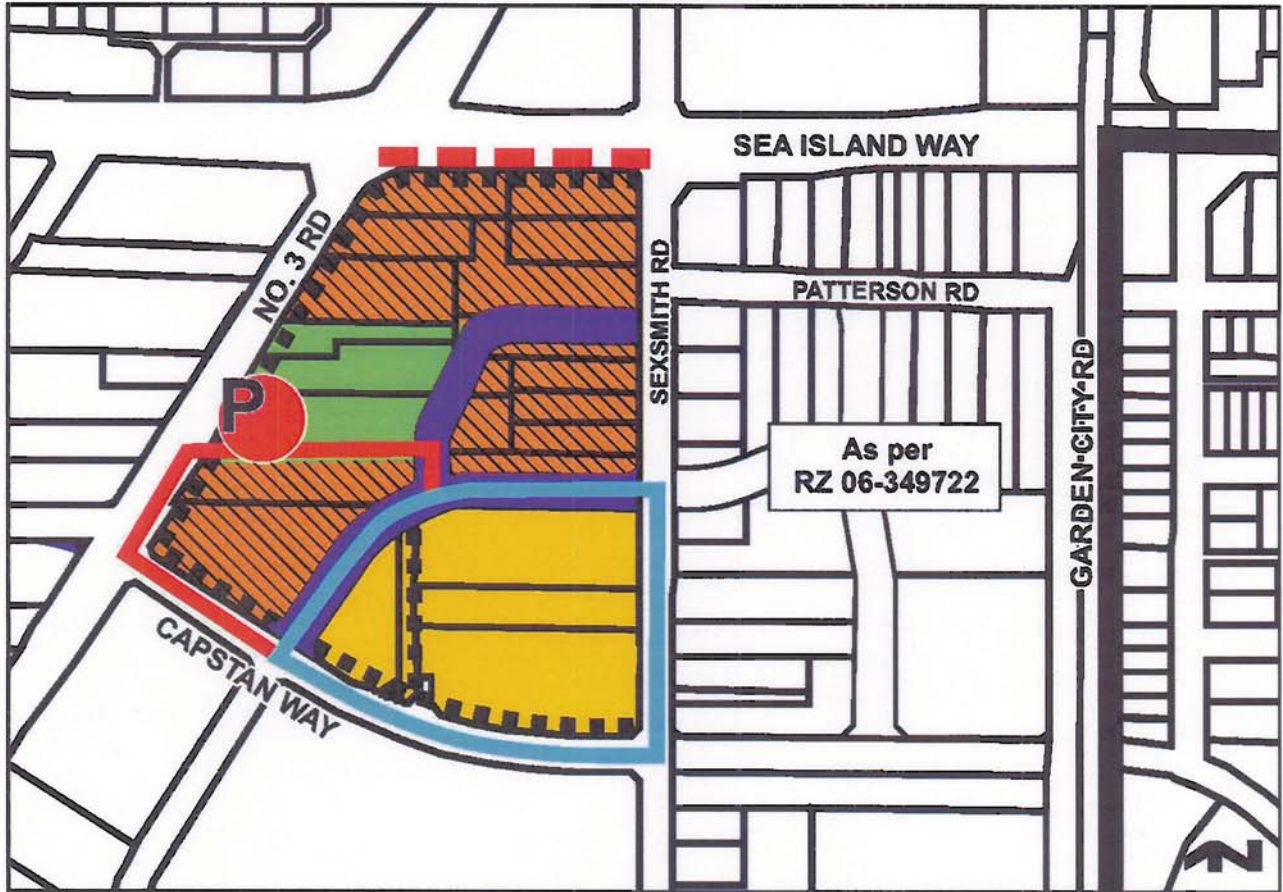 SEA ISLAND WAY
NO. 3 RD
SEXSMITH RD
PATTERSON RD
P
As per
RZ 06-349722
GARDEN CITY RD
CAPSTAN WAY
N